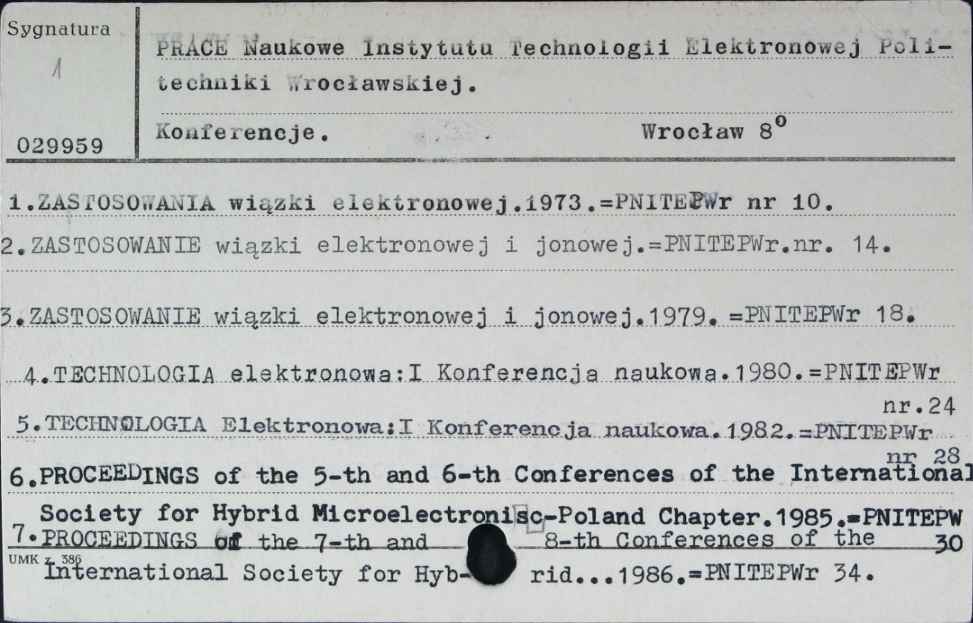 Sygnatura
1
029959
PRACE Naukowe Instytutu Technologii Elektronowej Poli-
techniki Wrocławskiej.
Konferencje. Wrocław 8°
1.ZASTOSOWANIA wiązki elektronowej.1973.=PNITEPWr nr 10.
2.ZASTOSOWANIE wiązki elektronowej i jonowej.=PNITEPWr.nr. 14.
3.ZASTOSOWANIE wiązki elektronowej i jonowej.1979. =PNITEPWr 18.
4.TECHNOLOGIA elektronowa:I Konferencja naukowa.1980.=PNITEPWr
nr.24
5.TECHNOLOGIA Elektronowa:I Konferencja naukowa.1982.=PNITEPWr
nr 28
6.PROCEEDINGS of the 5-th and 6-th Conferences of the International
Society for Hybrid Microelectronisc-Poland Chapter.1985.=PNITEPW
30
7.PROCEEDINGS of the 7-th and 8-th Conferences of the
International Society for Hyb- rid...1986.=PNITEPWr 34.
UMK z. 386